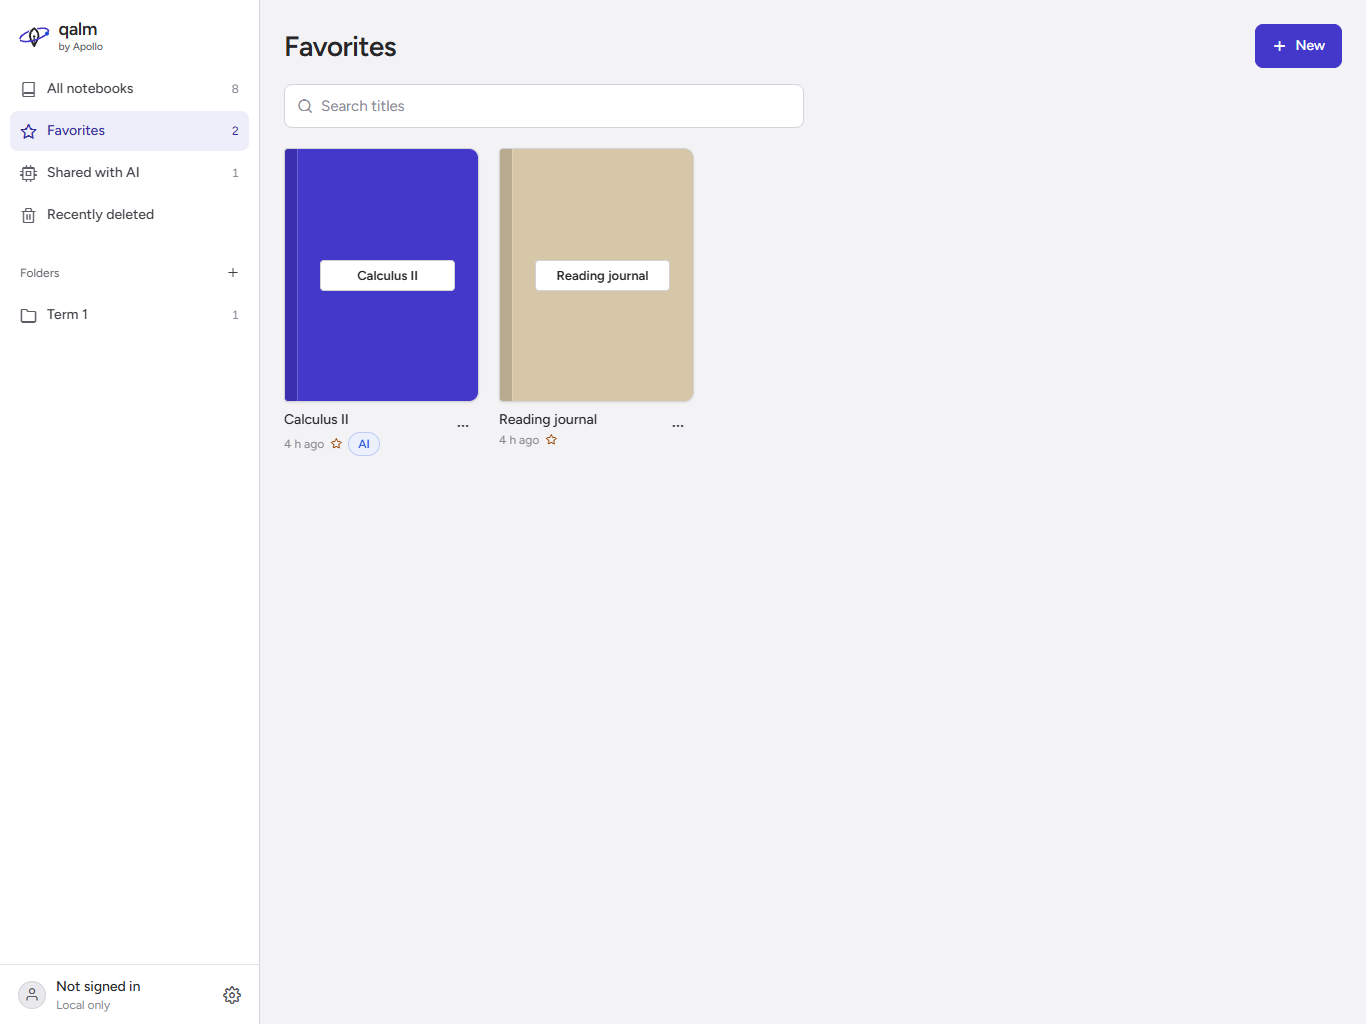 qalm
by Apollo
All notebooks 8
Favorites 2
Shared with AI 1
Recently deleted
Folders +
Term 1 1
Not signed in
Local only
Favorites
+ New
Search titles
Calculus II
Reading journal
Calculus II ...
4 h ago AI
Reading journal ...
4 h ago